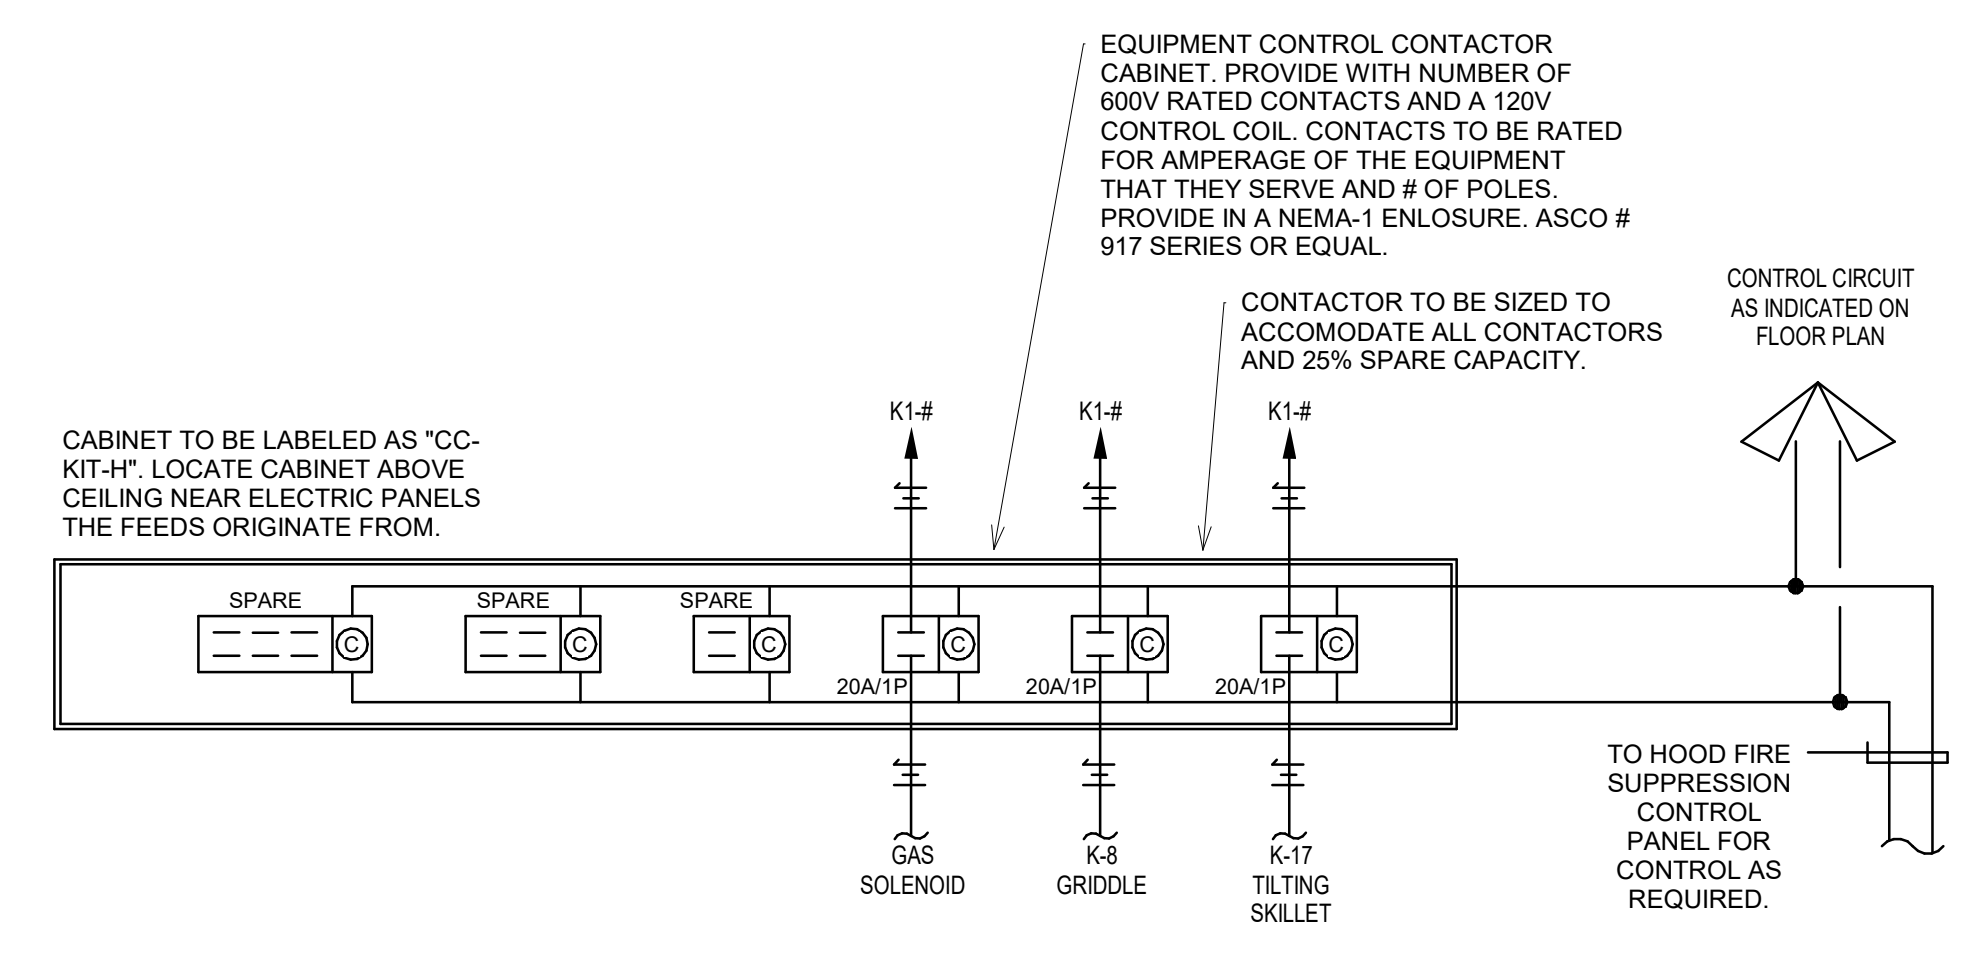 EQUIPMENT CONTROL CONTACTOR
CABINET. PROVIDE WITH NUMBER OF
600V RATED CONTACTS AND A 120V
CONTROL COIL. CONTACTS TO BE RATED
FOR AMPERAGE OF THE EQUIPMENT
THAT THEY SERVE AND # OF POLES.
PROVIDE IN A NEMA-1 ENLOSURE. ASCO #
917 SERIES OR EQUAL.
CONTACTOR TO BE SIZED TO
ACCOMODATE ALL CONTACTORS
AND 25% SPARE CAPACITY.
CONTROL CIRCUIT
AS INDICATED ON
FLOOR PLAN
CABINET TO BE LABELED AS "CC-
KIT-H". LOCATE CABINET ABOVE
CEILING NEAR ELECTRIC PANELS
THE FEEDS ORIGINATE FROM.
K1-# K1-# K1-#
SPARE SPARE SPARE
C C C C C C
20A/1P 20A/1P 20A/1P
GAS
SOLENOID
K-8
GRIDDLE
K-17
TILTING
SKILLET
TO HOOD FIRE
SUPPRESSION
CONTROL
PANEL FOR
CONTROL AS
REQUIRED.